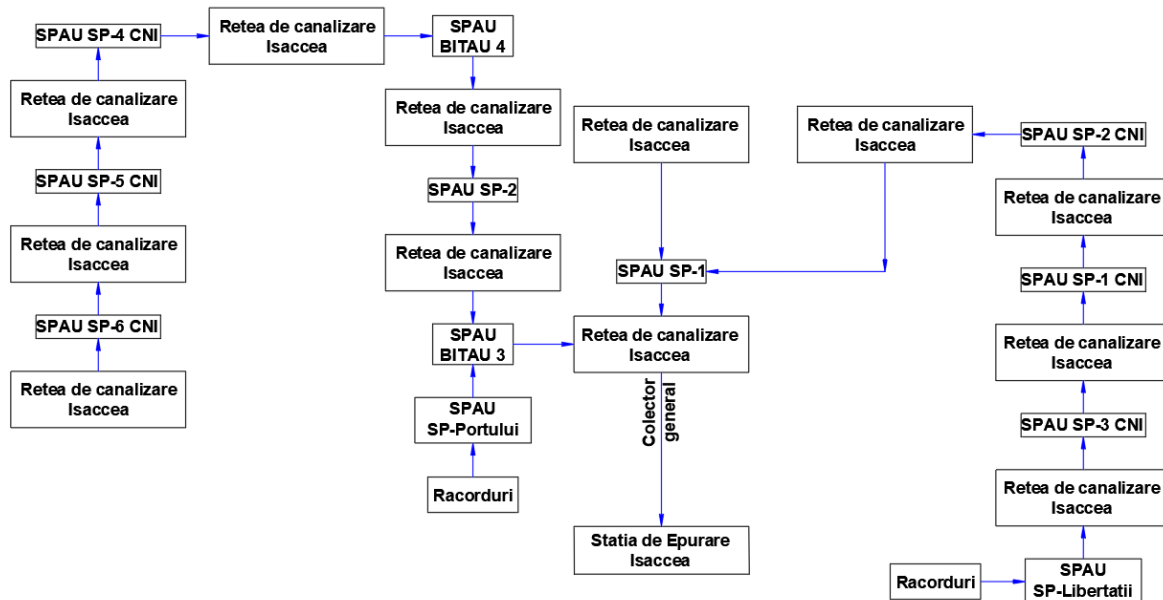 SPAU SP-4 CNI
Retea de canalizare
Isaccea
SPAU
BITAU 4
Retea de canalizare
Isaccea
SPAU SP-5 CNI
Retea de canalizare
Isaccea
SPAU SP-6 CNI
Retea de canalizare
Isaccea
Retea de canalizare
Isaccea
SPAU SP-2
Retea de canalizare
Isaccea
SPAU
BITAU 3
SPAU
SP-Portului
Racorduri
Retea de canalizare
Isaccea
SPAU SP-1
Retea de canalizare
Isaccea
Colector
general
Statia de Epurare
Isaccea
Retea de canalizare
Isaccea
SPAU SP-2 CNI
Retea de canalizare
Isaccea
SPAU SP-1 CNI
Retea de canalizare
Isaccea
SPAU SP-3 CNI
Retea de canalizare
Isaccea
Racorduri
SPAU
SP-Libertatii